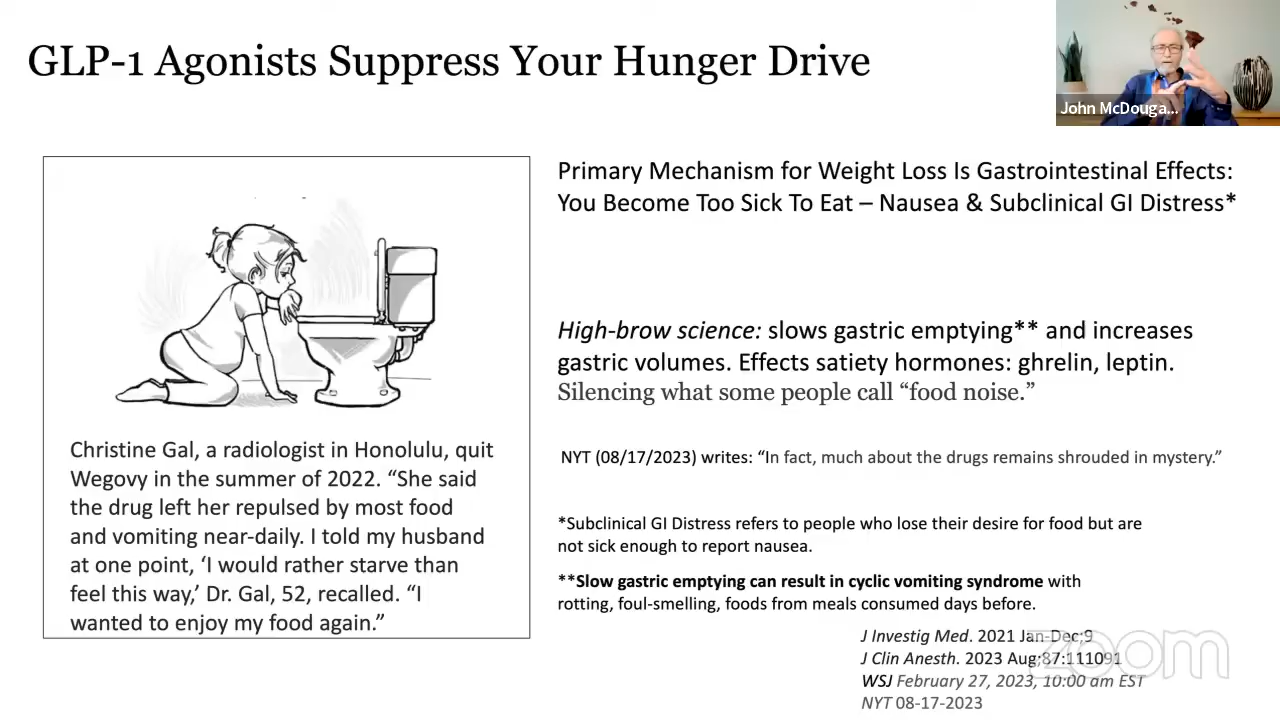 GLP-1 Agonists Suppress Your Hunger Drive
John McDouga...
Primary Mechanism for Weight Loss Is Gastrointestinal Effects:
You Become Too Sick To Eat – Nausea & Subclinical GI Distress*
High-brow science: slows gastric emptying** and increases
gastric volumes. Effects satiety hormones: ghrelin, leptin.
Silencing what some people call “food noise.”
Christine Gal, a radiologist in Honolulu, quit
Wegovy in the summer of 2022. “She said
the drug left her repulsed by most food
and vomiting near-daily. I told my husband
at one point, ‘I would rather starve than
feel this way,’ Dr. Gal, 52, recalled. “I
wanted to enjoy my food again.”
NYT (08/17/2023) writes: “In fact, much about the drugs remains shrouded in mystery.”
*Subclinical GI Distress refers to people who lose their desire for food but are
not sick enough to report nausea.
**Slow gastric emptying can result in cyclic vomiting syndrome with
rotting, foul-smelling, foods from meals consumed days before.
J Investig Med. 2021 Jan-Dec;9
J Clin Anesth. 2023 Aug;87:111091
WSJ February 27, 2023, 10:00 am EST
NYT 08-17-2023
zoom